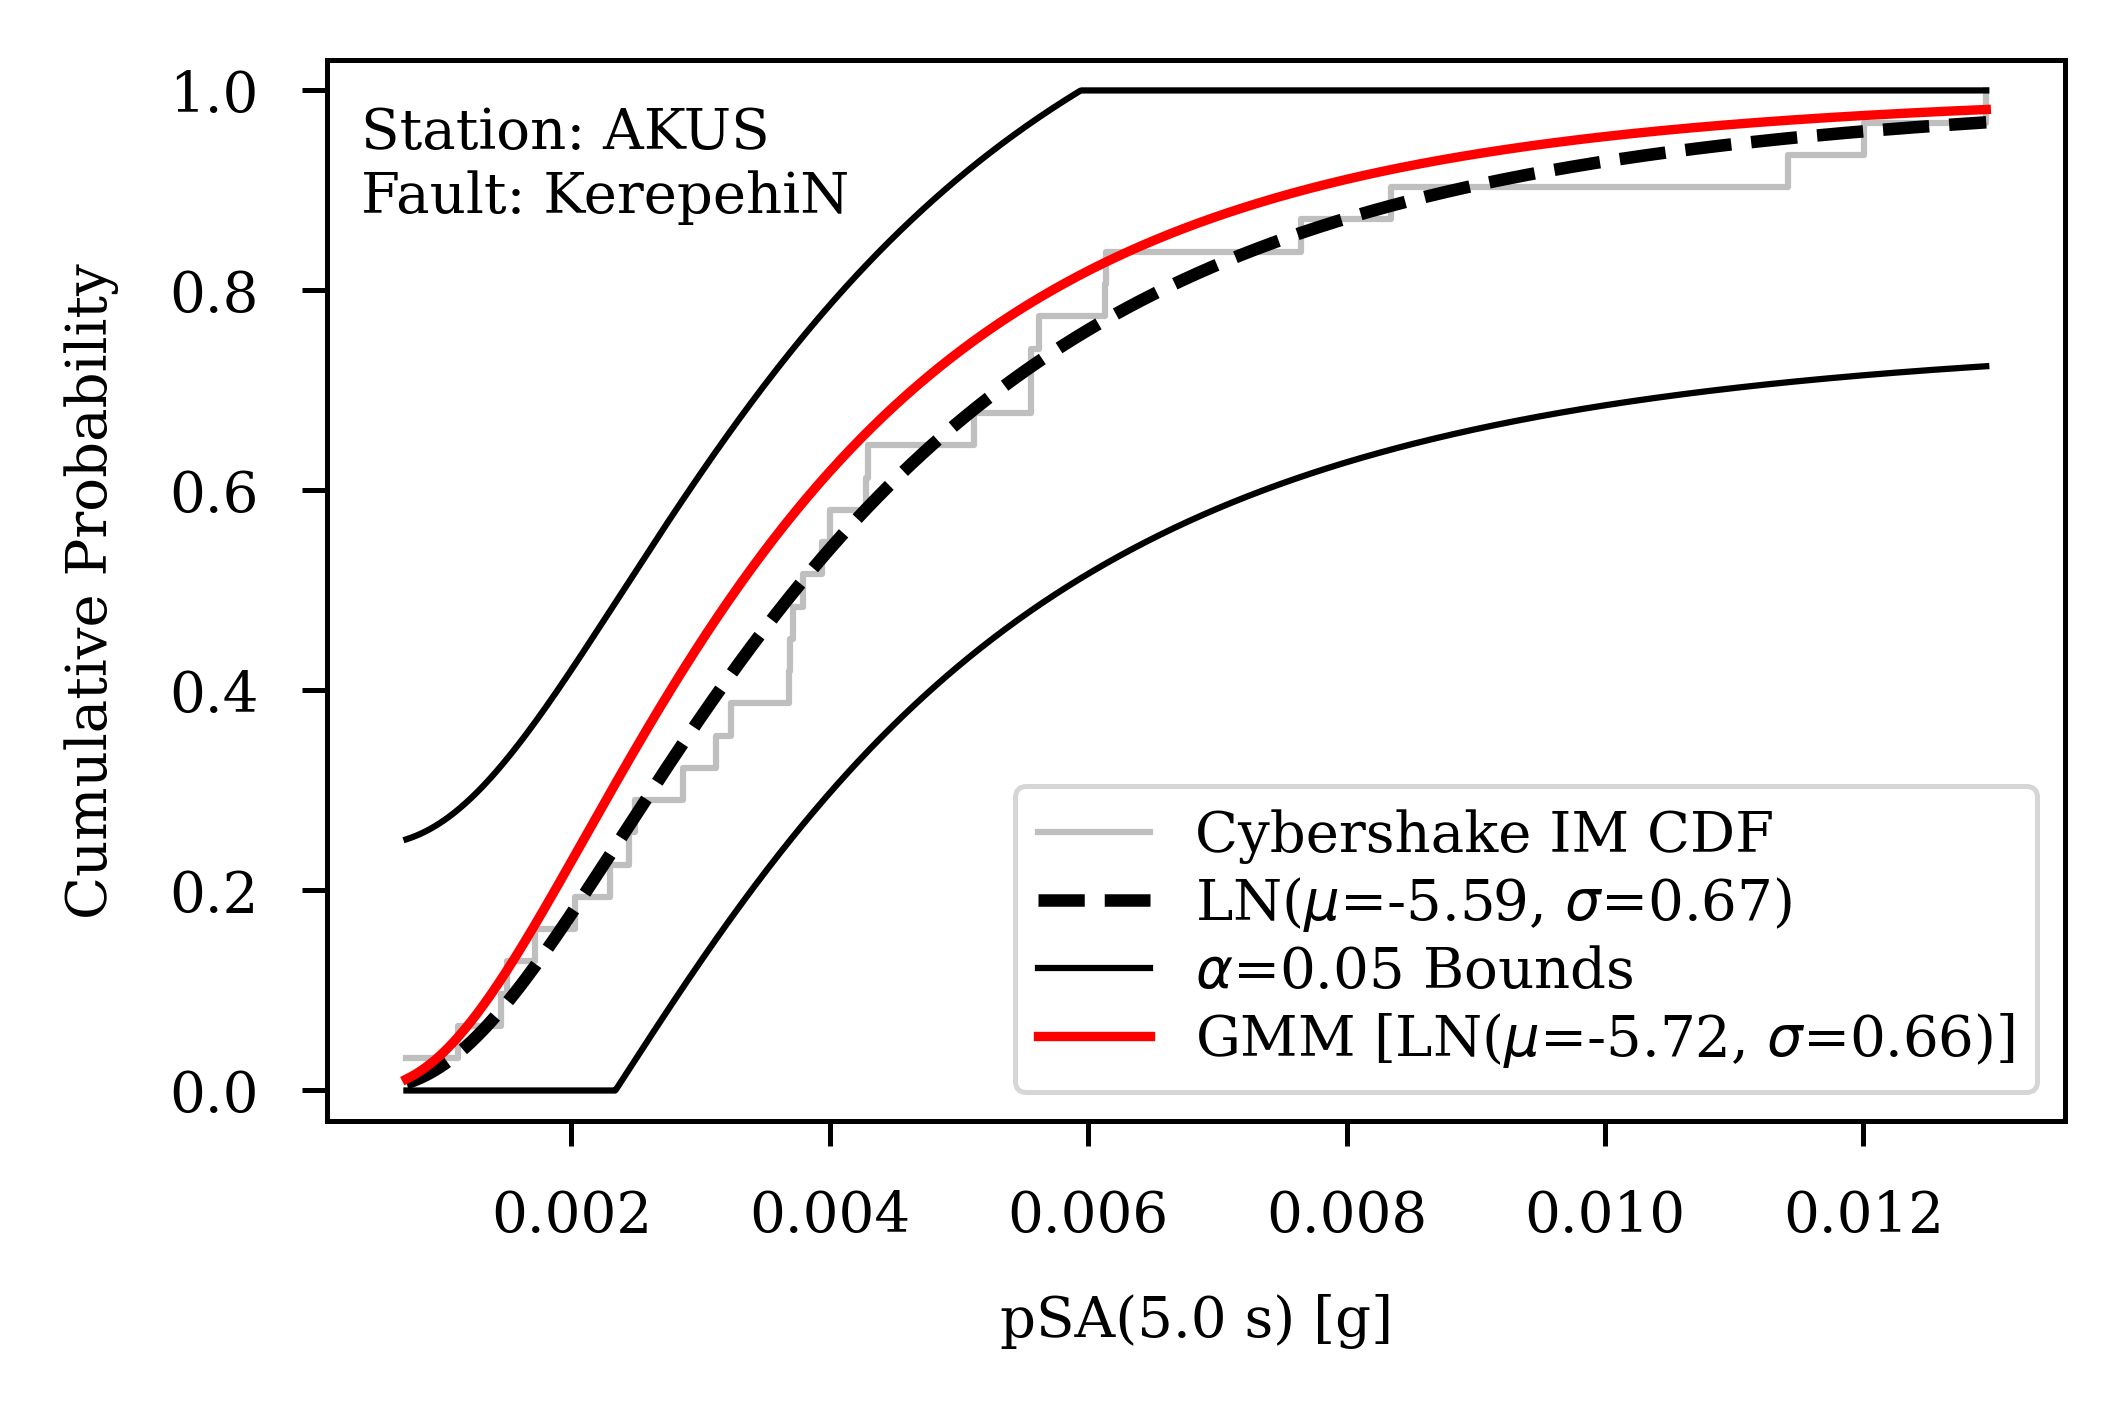 Station: AKUS
Fault: KerepehiN
Cumulative Probability
1.0
0.8
0.6
0.4
0.2
0.0
Cybershake IM CDF
LN(μ=-5.59, σ=0.67)
α=0.05 Bounds
GMM [LN(μ=-5.72, σ=0.66)]
0.002 0.004 0.006 0.008 0.010 0.012
pSA(5.0 s) [g]